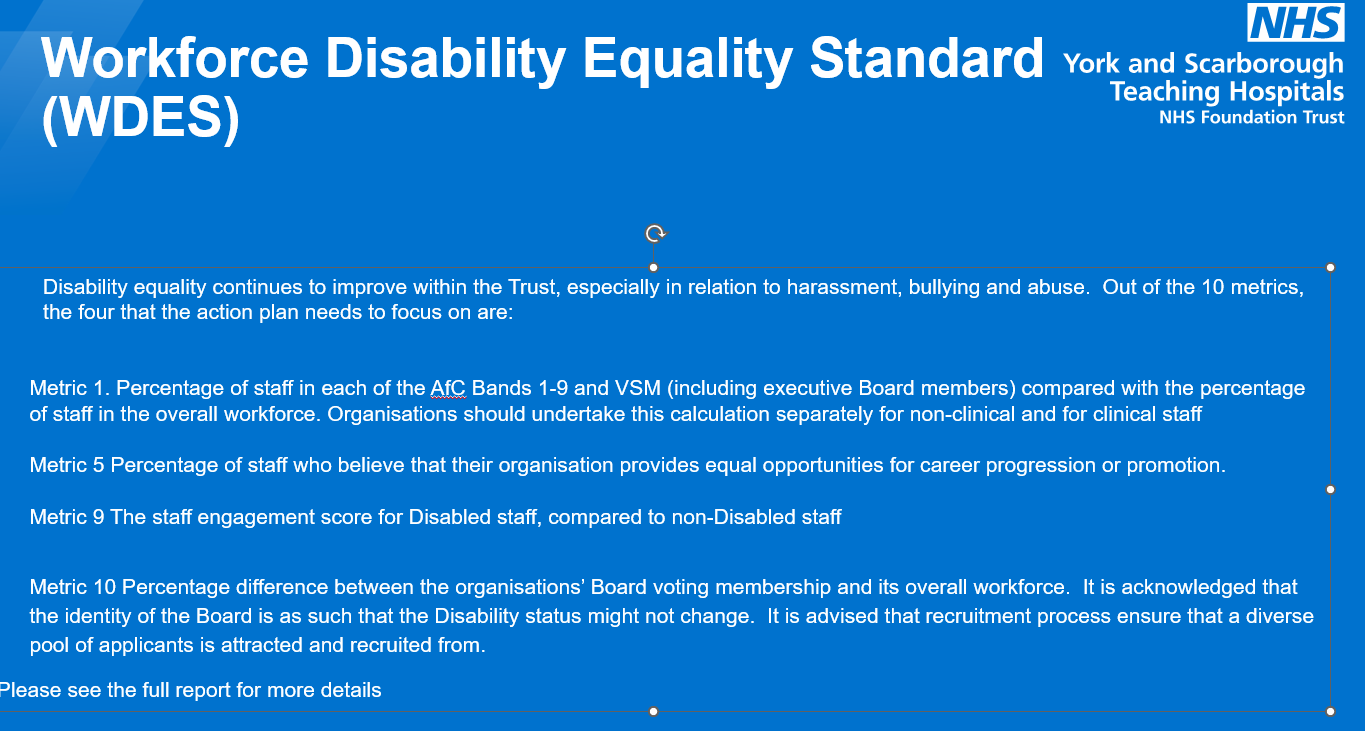 Workforce Disability Equality Standard
(WDES)
NHS
York and Scarborough
Teaching Hospitals
NHS Foundation Trust
Disability equality continues to improve within the Trust, especially in relation to harassment, bullying and abuse.  Out of the 10 metrics,
the four that the action plan needs to focus on are:
Metric 1. Percentage of staff in each of the AfC Bands 1-9 and VSM (including executive Board members) compared with the percentage
of staff in the overall workforce. Organisations should undertake this calculation separately for non-clinical and for clinical staff
Metric 5 Percentage of staff who believe that their organisation provides equal opportunities for career progression or promotion.
Metric 9 The staff engagement score for Disabled staff, compared to non-Disabled staff
Metric 10 Percentage difference between the organisations’ Board voting membership and its overall workforce.  It is acknowledged that
the identity of the Board is as such that the Disability status might not change.  It is advised that recruitment process ensure that a diverse
pool of applicants is attracted and recruited from.
Please see the full report for more details